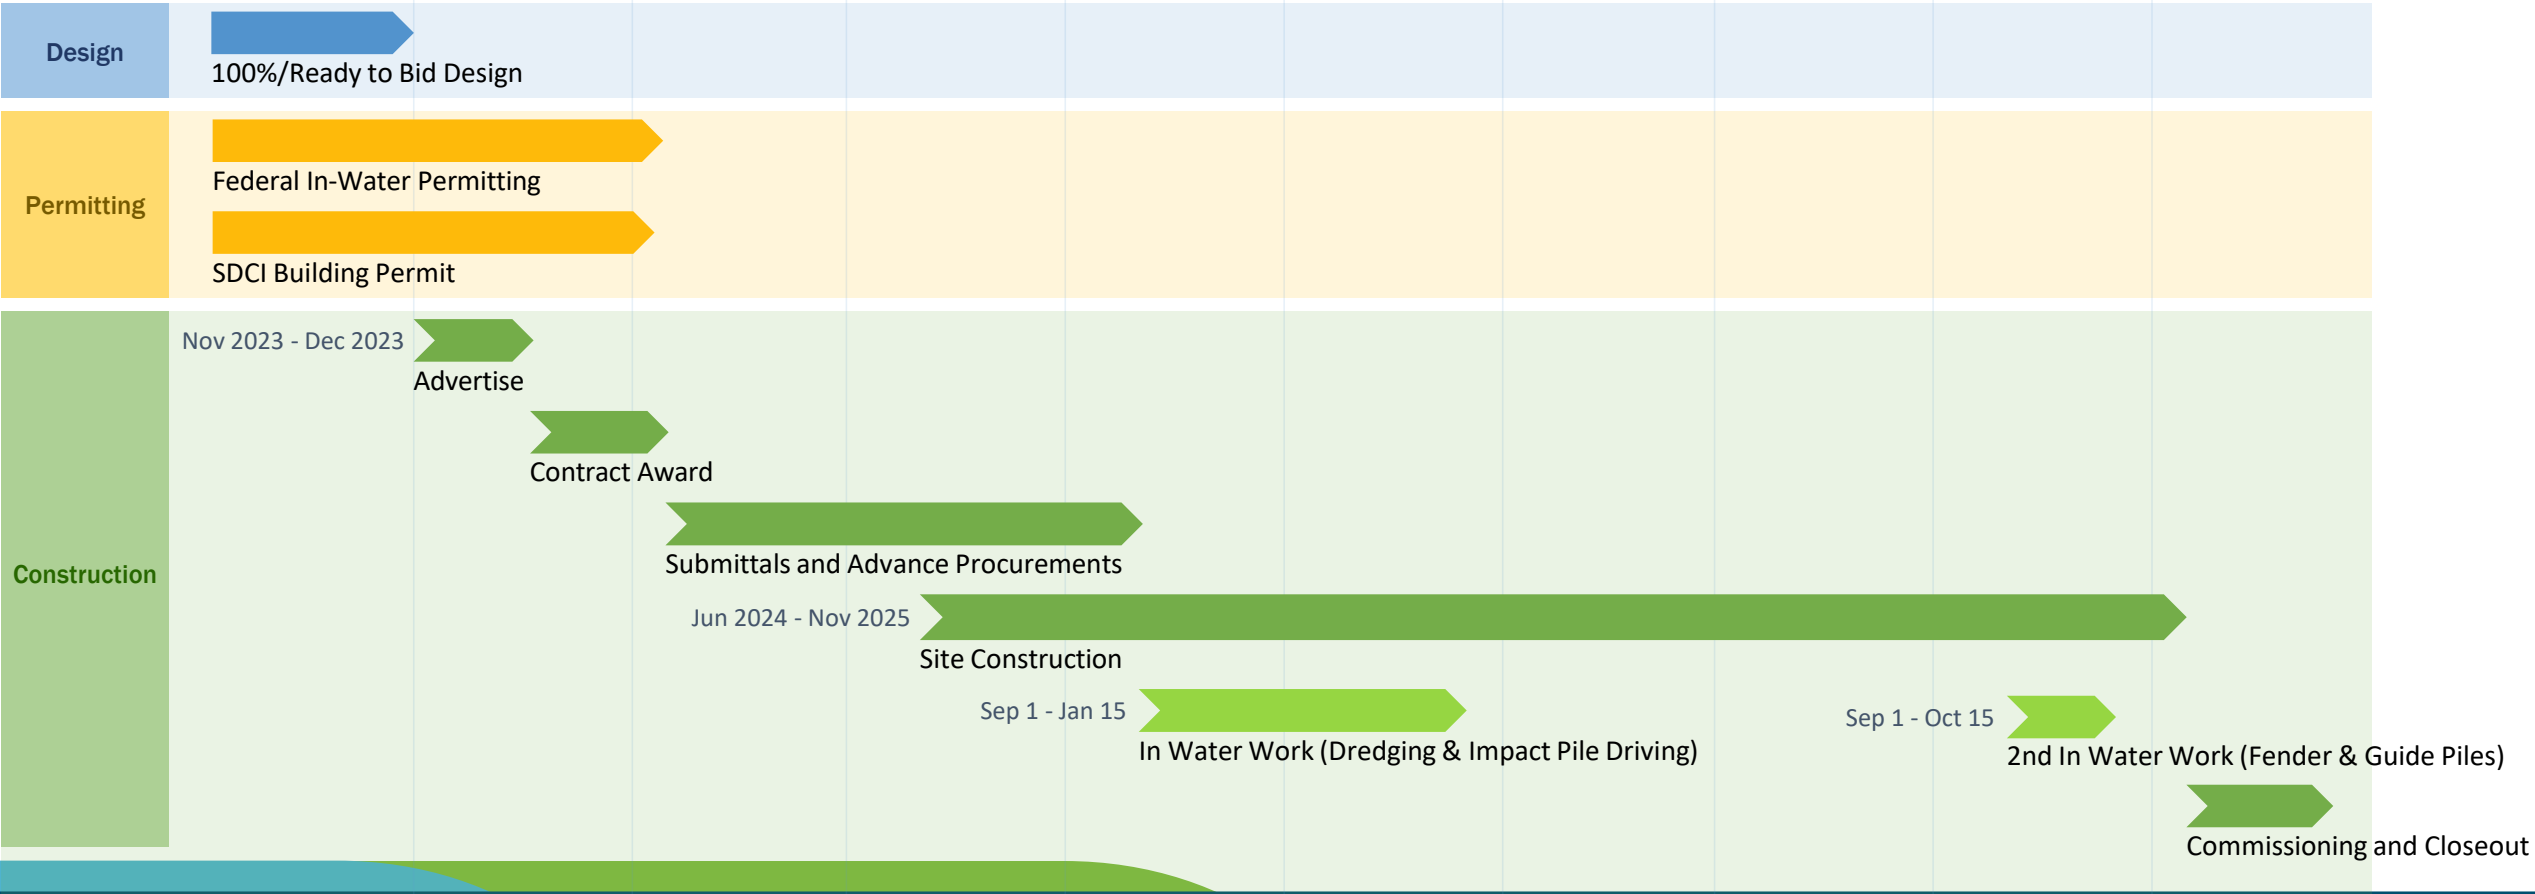 Design
100%/Ready to Bid Design
Permitting
Federal In-Water Permitting
SDCI Building Permit
Construction
Nov 2023 - Dec 2023
Advertise
Contract Award
Submittals and Advance Procurements
Jun 2024 - Nov 2025
Site Construction
Sep 1 - Jan 15
In Water Work (Dredging & Impact Pile Driving)
Sep 1 - Oct 15
2nd In Water Work (Fender & Guide Piles)
Commissioning and Closeout